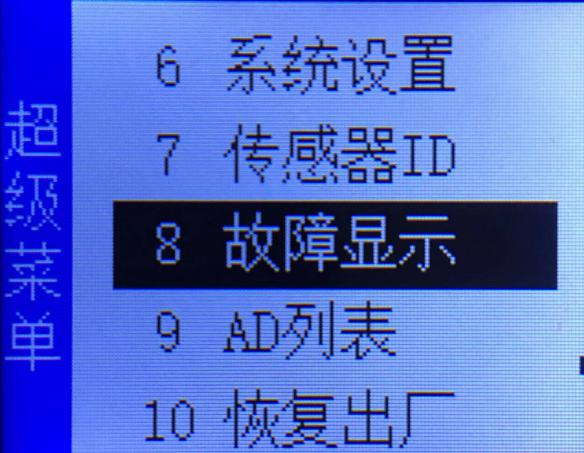 超级菜单
6 系统设置
7 传感器ID
8 故障显示
9 AD列表
10 恢复出厂